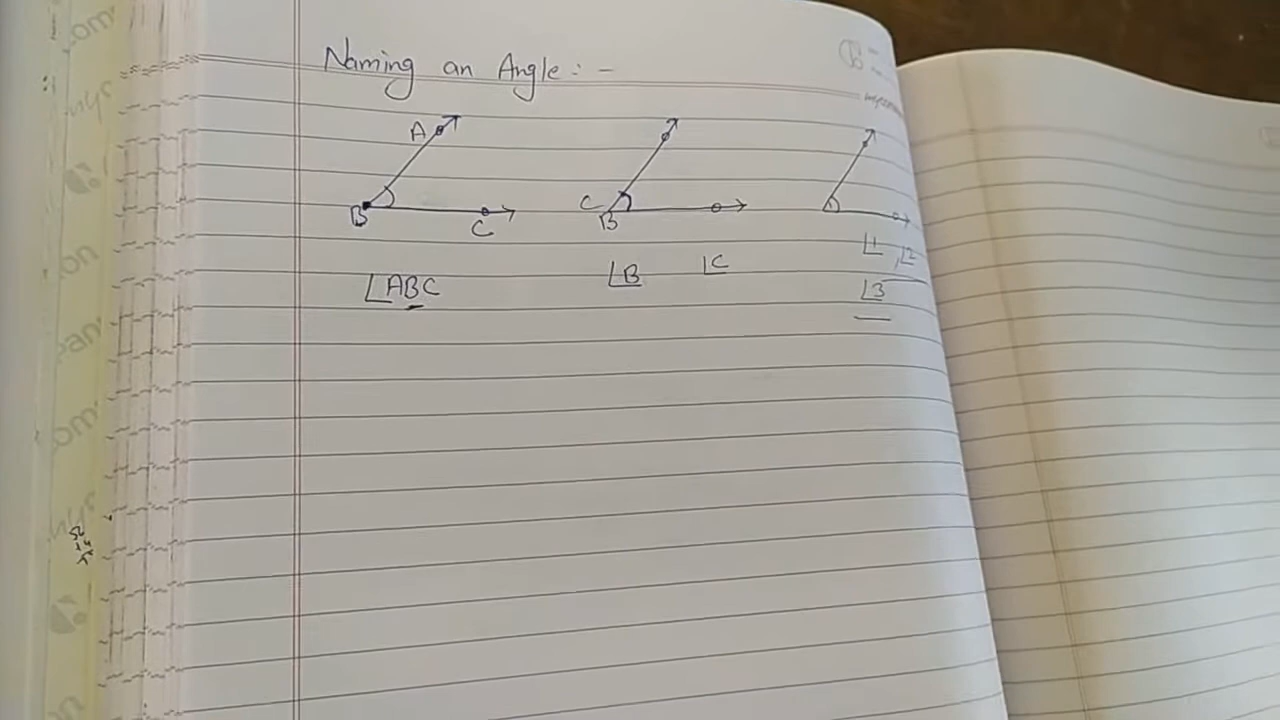 Naming an Angle : -
A
B
C
C
B
∠ABC
∠B
∠C
∠1 , ∠2
∠3